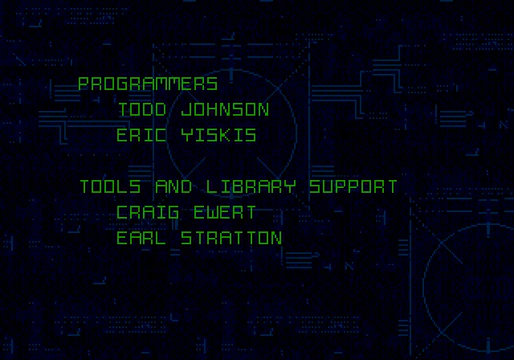 PROGRAMMERS
TODD JOHNSON
ERIC YISKIS
TOOLS AND LIBRARY SUPPORT
CRAIG EWERT
EARL STRATTON